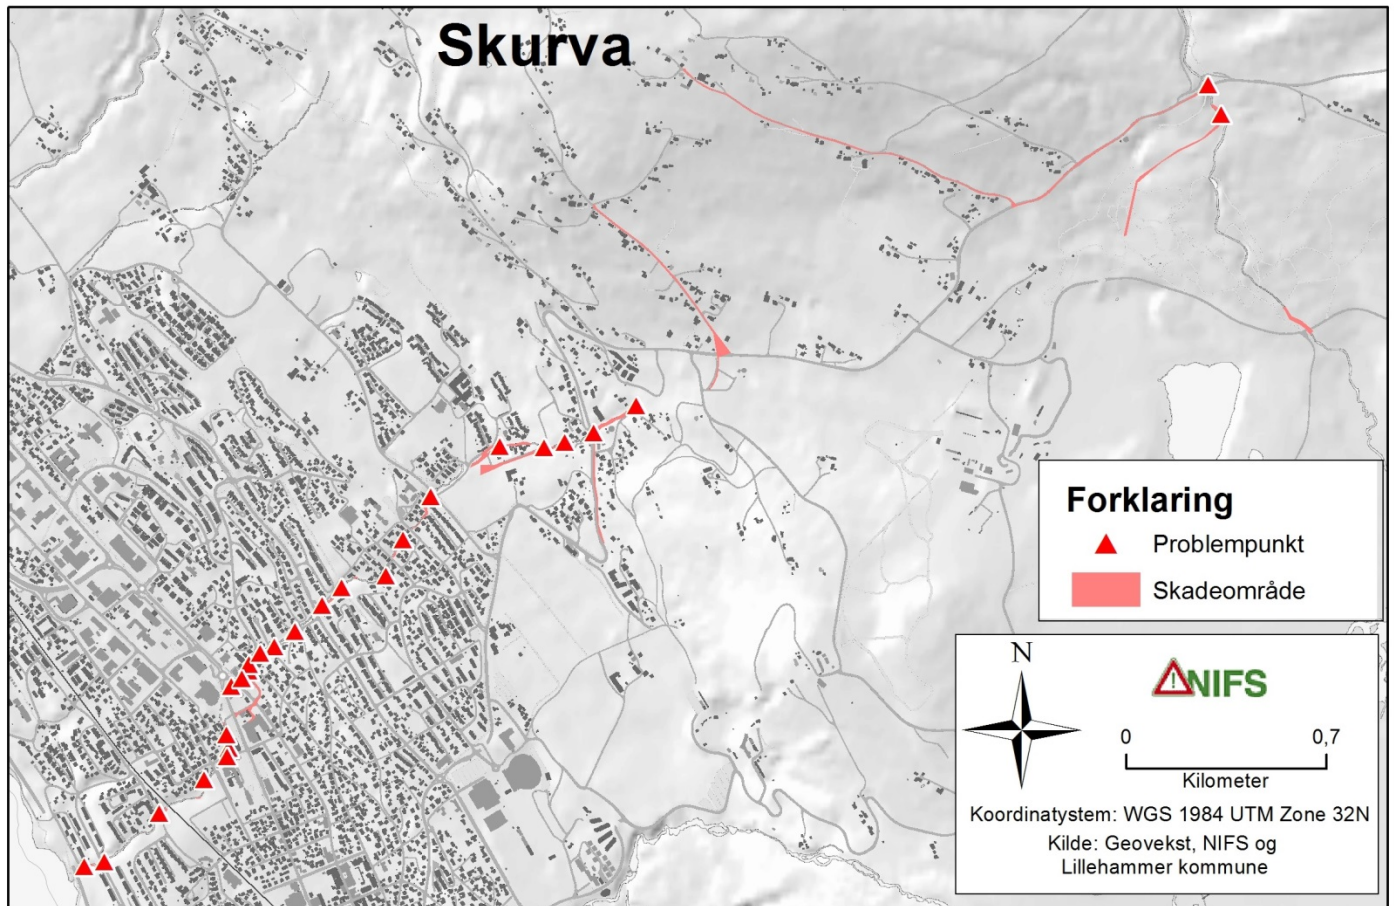 Skurva
Forklaring
Problempunkt
Skadeområde
N
NIFS
0 0,7
Kilometer
Koordinatystem: WGS 1984 UTM Zone 32N
Kilde: Geovekst, NIFS og
Lillehammer kommune